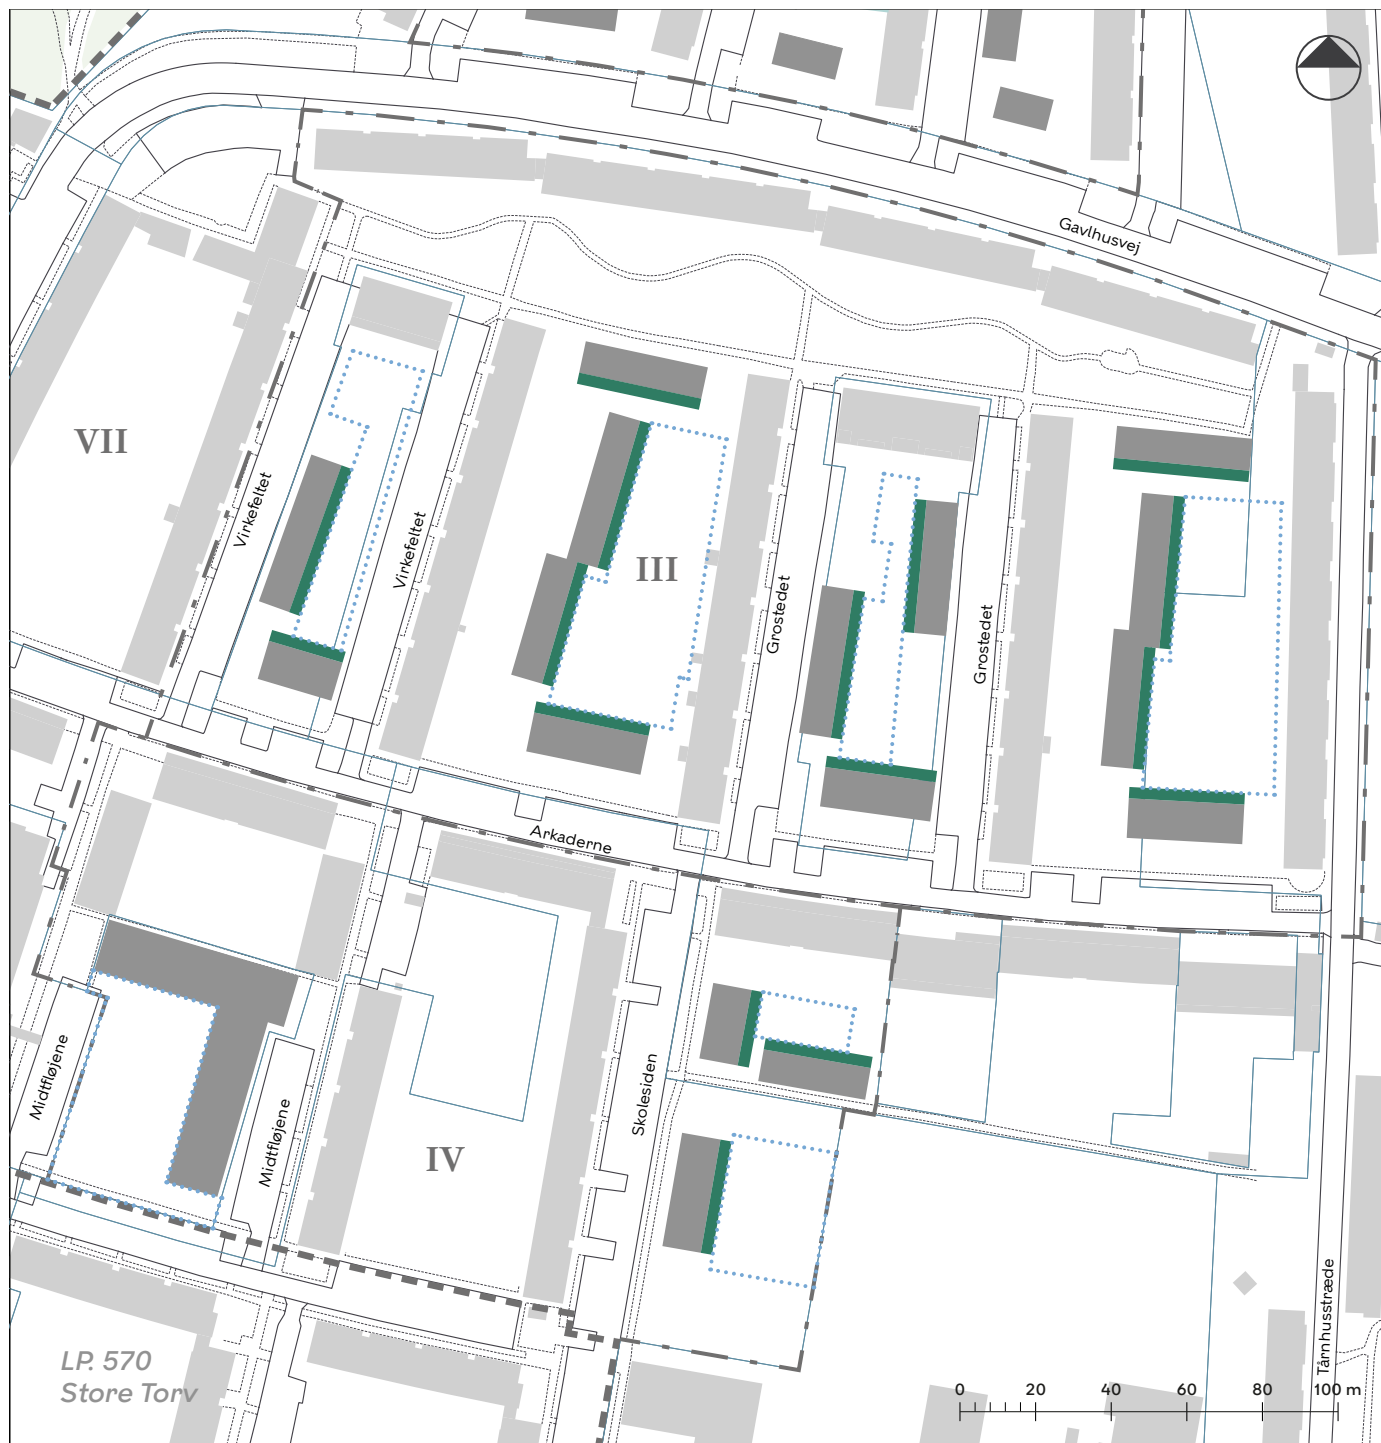 Gavlhusvej
VII
Virkefeltet
Virkefeltet
III
Grostedet
Grostedet
Arkaderne
Midtfløjene
Midtfløjene
Skolesiden
IV
Tårnhusstræde
LP. 570
Store Torv
0 20 40 60 80 100 m